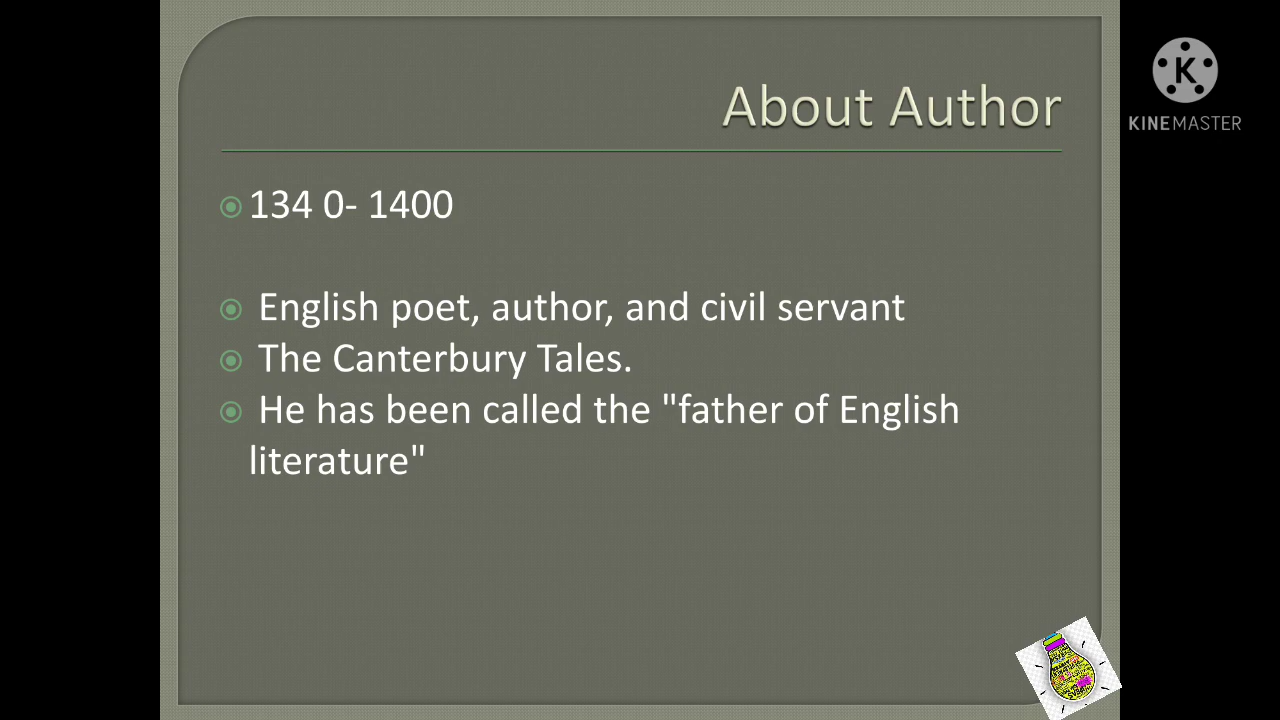 About Author
K
KINEMASTER
134 0- 1400
English poet, author, and civil servant
The Canterbury Tales.
He has been called the "father of English
literature"